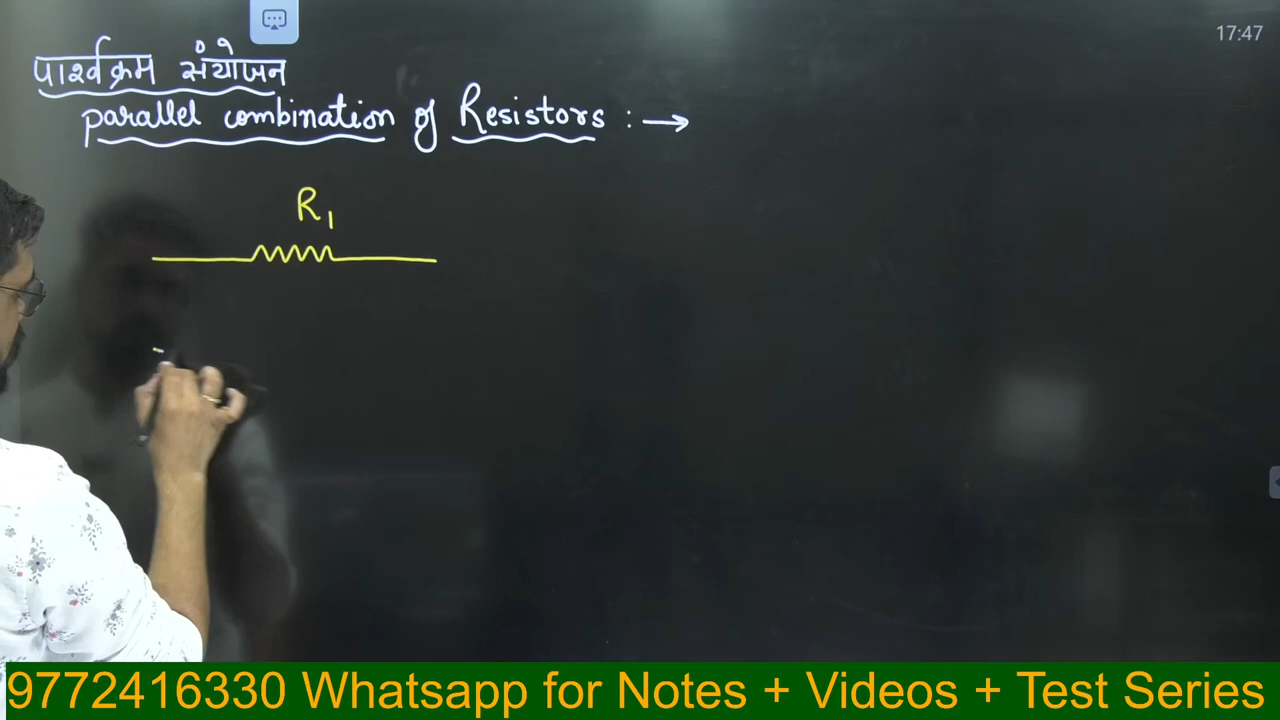 17:47
पार्श्वक्रम संयोजन
parallel combination of Resistors : →
R₁
9772416330 Whatsapp for Notes + Videos + Test Series